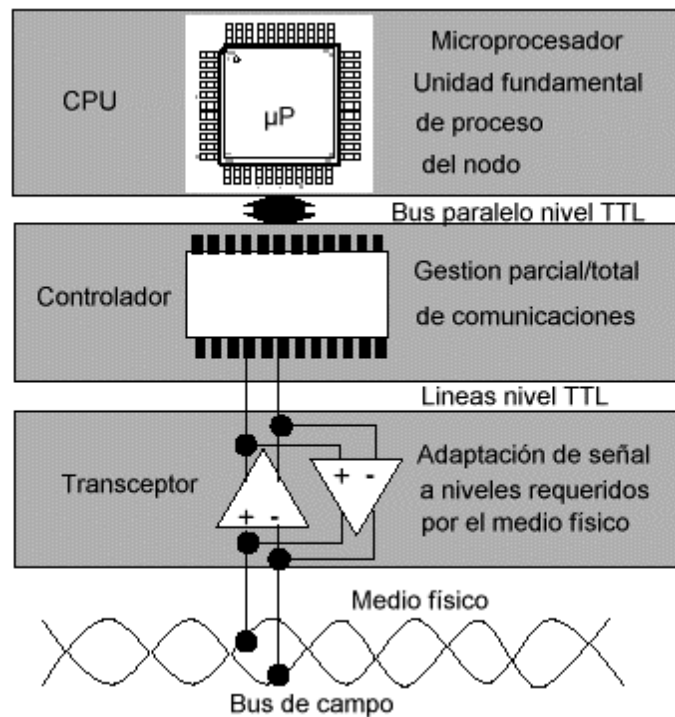 CPU
µP
Microprocesador
Unidad fundamental
de proceso
del nodo
Bus paralelo nivel TTL
Controlador
Gestion parcial/total
de comunicaciones
Lineas nivel TTL
Transceptor
+ -
+ -
Adaptación de señal
a niveles requeridos
por el medio físico
Medio físico
Bus de campo